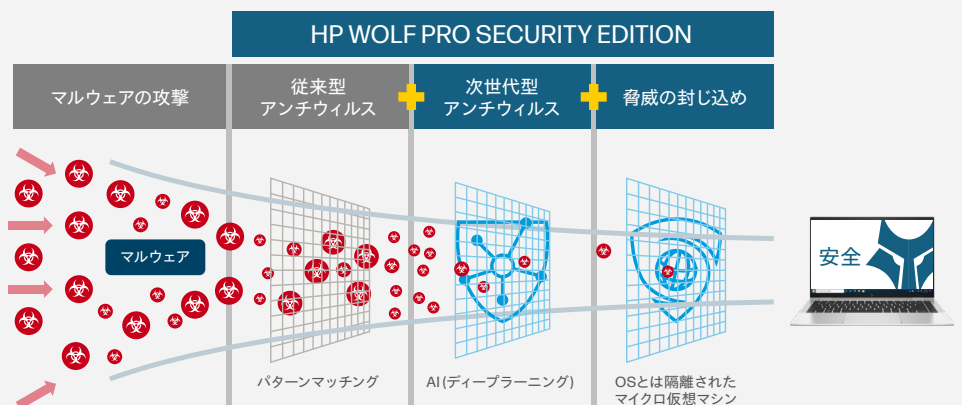 HP WOLF PRO SECURITY EDITION
マルウェアの攻撃
従来型
アンチウィルス
次世代型
アンチウィルス
脅威の封じ込め
マルウェア
安全
パターンマッチング
AI(ディープラーニング)
OSとは隔離された
マイクロ仮想マシン